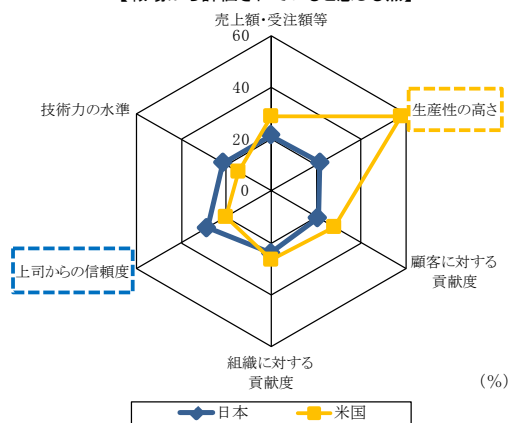 売上額・受注額等
60
40
20
0
技術力の水準
生産性の高さ
上司からの信頼度
顧客に対する
貢献度
組織に対する
貢献度
(%)
日本
米国